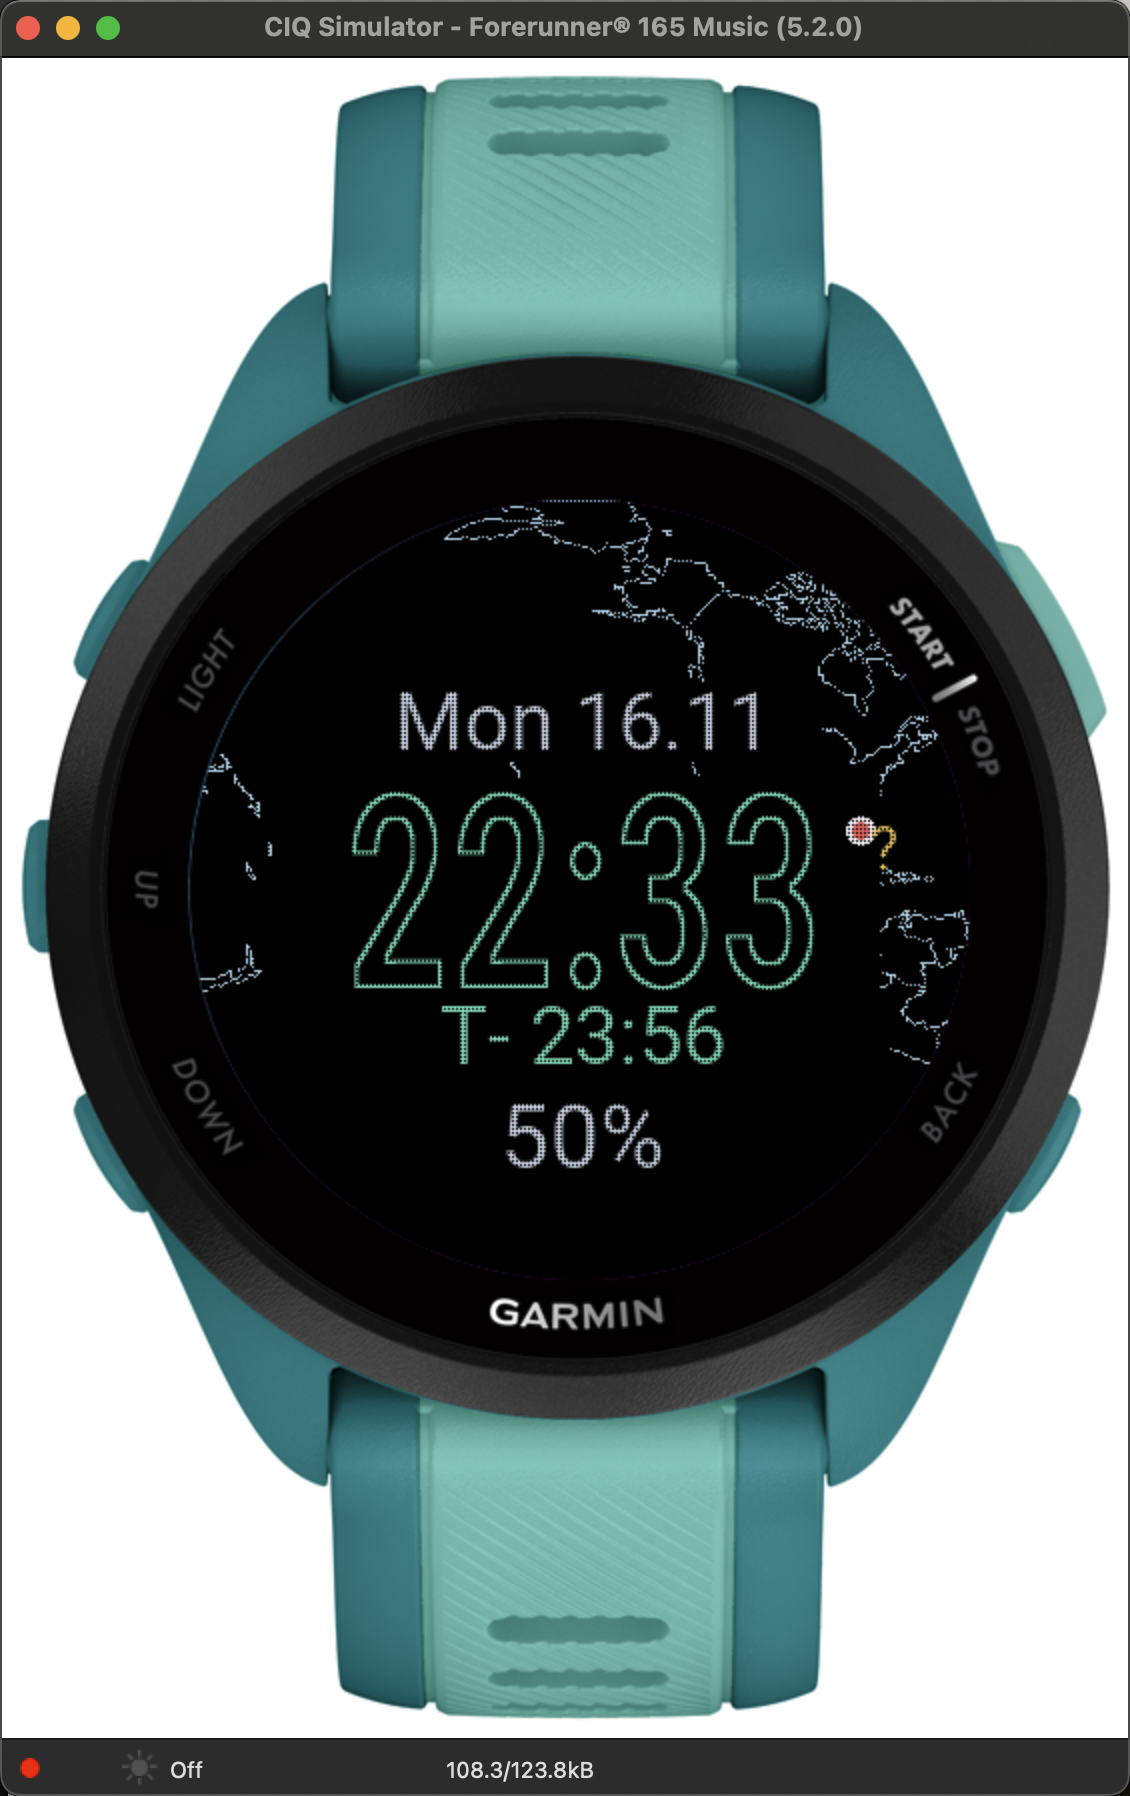 CIQ Simulator - Forerunner® 165 Music (5.2.0)
LIGHT
START
STOP
Mon 16.11
22:33
?
UP
T- 23:56
DOWN
BACK
50%
GARMIN
Off
108.3/123.8kB